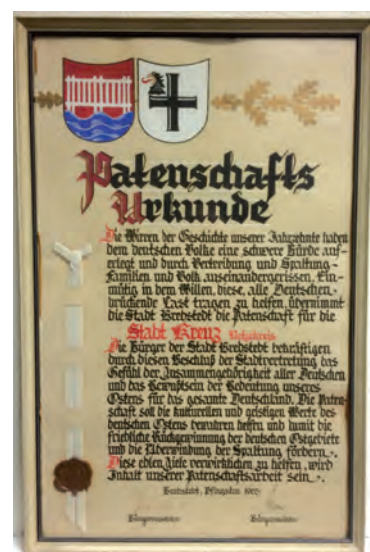 Patenschafts
Urkunde
Die Wirren der Geschichte unserer Jahrzehnte haben
dem deutschen Volke eine schwere Bürde auf-
erlegt und durch Vertreibung und Spaltung
Familien und Volk auseinandergerissen. Ein-
mütig in dem Willen, diese, alle Deutschen
drückende Last tragen zu helfen, übernimmt
die Stadt Bredstedt die Patenschaft für die
Stadt Kreuz Netzekreis
Die Bürger der Stadt Bredstedt bekräftigen
durch diesen Beschluß der Stadtvertretung das
Gefühl der Zusammengehörigkeit aller Deutschen
und das Bewußtsein der Bedeutung unseres
Ostens für das gesamte Deutschland. Die Paten-
schaft soll die kulturellen und geistigen Werte des
deutschen Ostens bewahren helfen und damit die
friedliche Rückgewinnung der deutschen Ostgebiete
und die Überwindung der Spaltung fördern.
Diese edlen Ziele verwirklichen zu helfen, wird
Inhalt unserer Patenschaftsarbeit sein.
Bredstedt, Pfingsten
Bürgermeister Bürgermeister